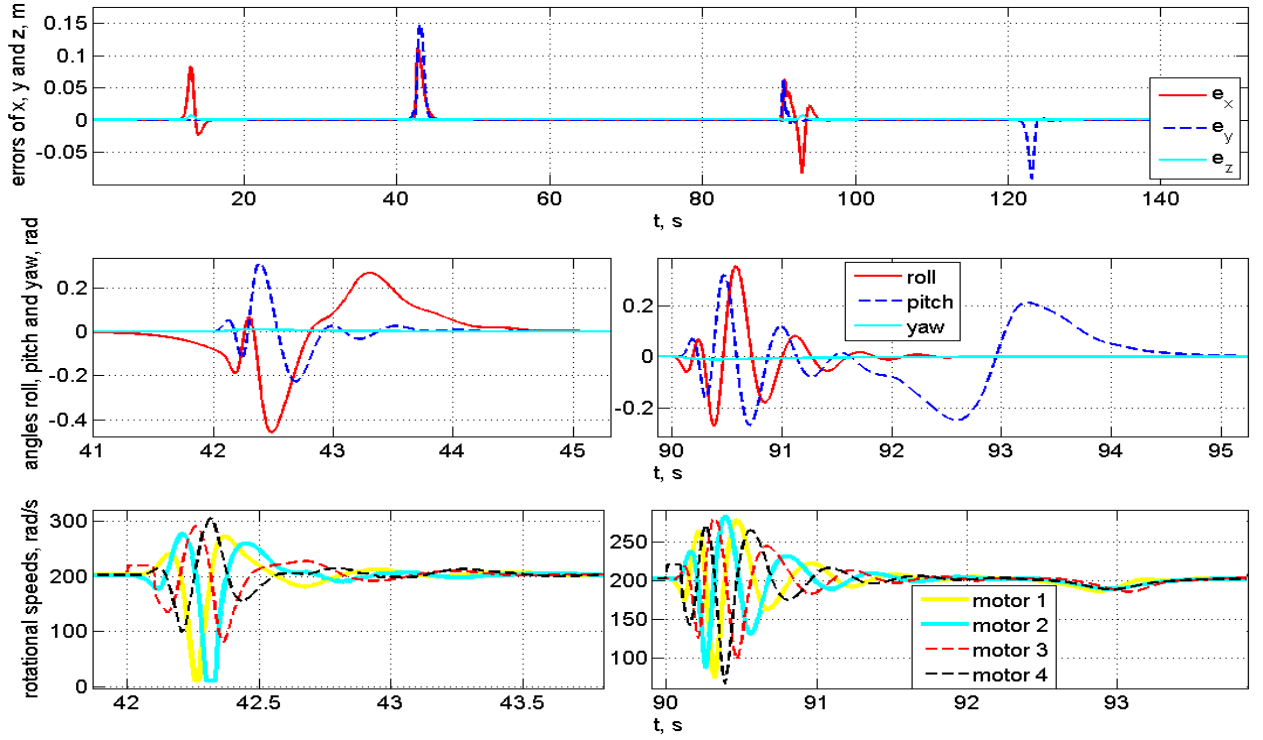 errors of x, y and z, m
0.15
0.1
0.05
0
-0.05
20
40
60
80
100
120
140
t, s
e_x
e_y
e_z
angles roll, pitch and yaw, rad
0.2
0
-0.2
-0.4
41
42
43
44
45
t, s
0.2
0
-0.2
90
91
92
93
94
95
t, s
roll
pitch
yaw
rotational speeds, rad/s
300
200
100
0
42
42.5
43
43.5
250
200
150
100
90
91
92
93
t, s
motor 1
motor 2
motor 3
motor 4